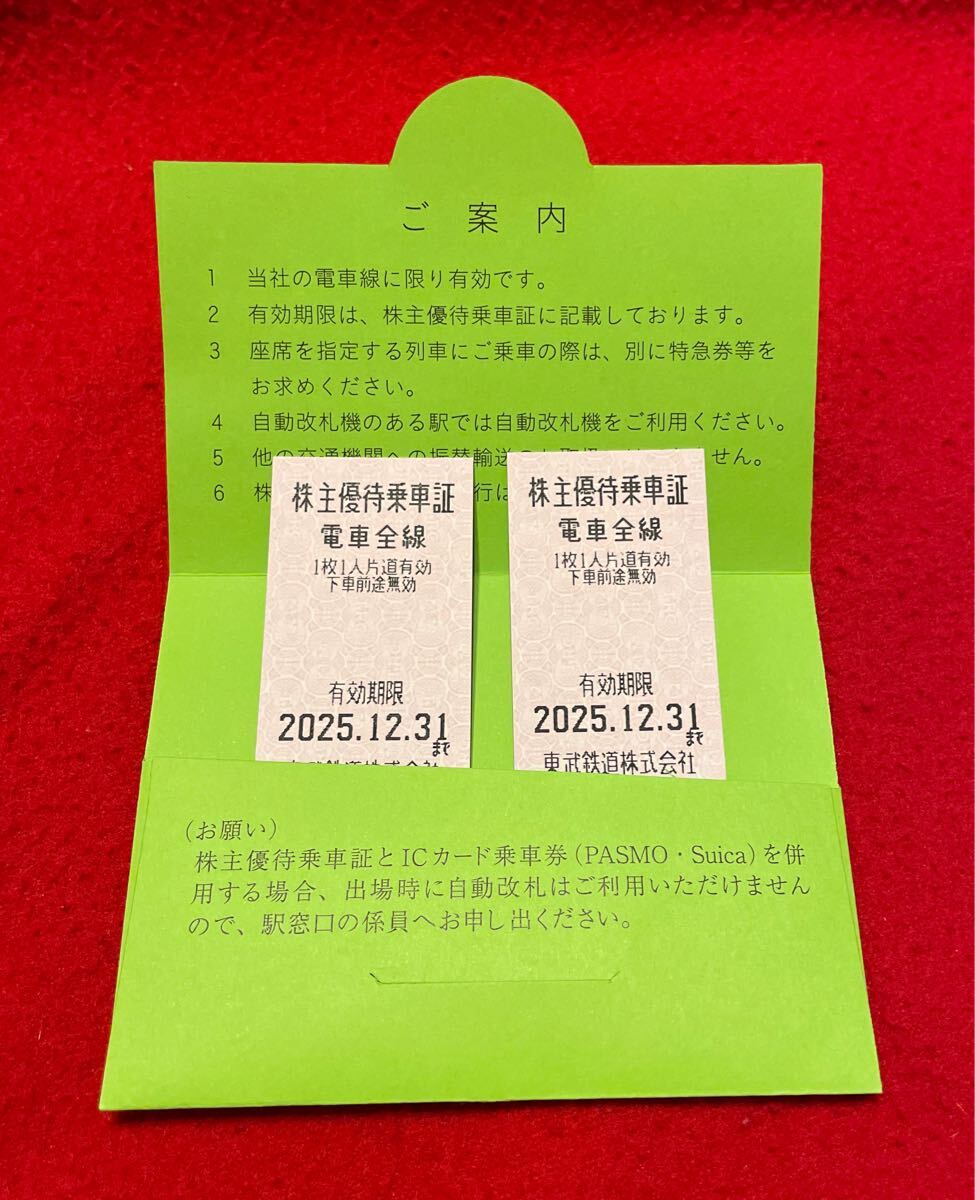 ご案内
1 当社の電車線に限り有効です。
2 有効期限は、株主優待乗車証に記載しております。
3 座席を指定する列車にご乗車の際は、別に特急券等を
お求めください。
4 自動改札機のある駅では自動改札機をご利用ください。
5 他の交通機関への振替輸送の せん。
6 株 行は
株主優待乗車証
電車全線
1枚1人片道有効
下車前途無効
有効期限
2025.12.31
まで
東武鉄道株式会社
株主優待乗車証
電車全線
1枚1人片道有効
下車前途無効
有効期限
2025.12.31
まで
東武鉄道株式会社
(お願い)
株主優待乗車証とICカード乗車券(PASMO・Suica)を併
用する場合、出場時に自動改札はご利用いただけません
ので、駅窓口の係員へお申し出ください。